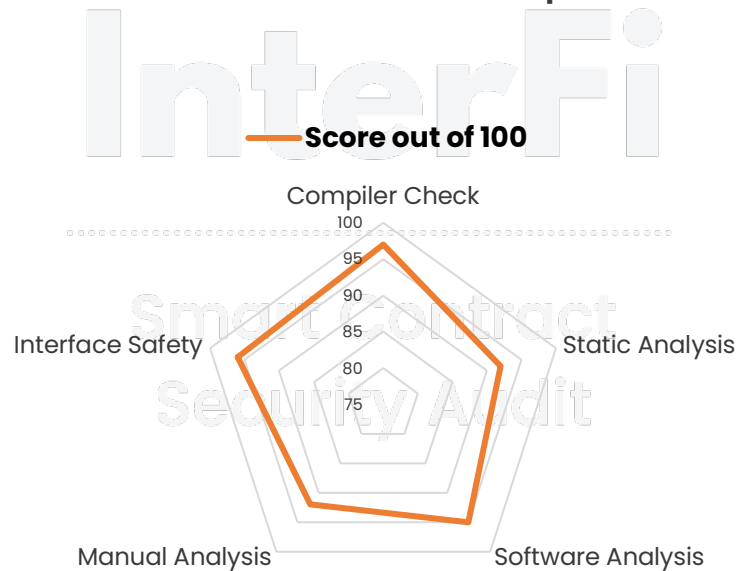 InterFi
Score out of 100
Compiler Check
100
95
90
85
80
75
Smart Contract
Interface Safety
Static Analysis
Security Audit
Manual Analysis
Software Analysis